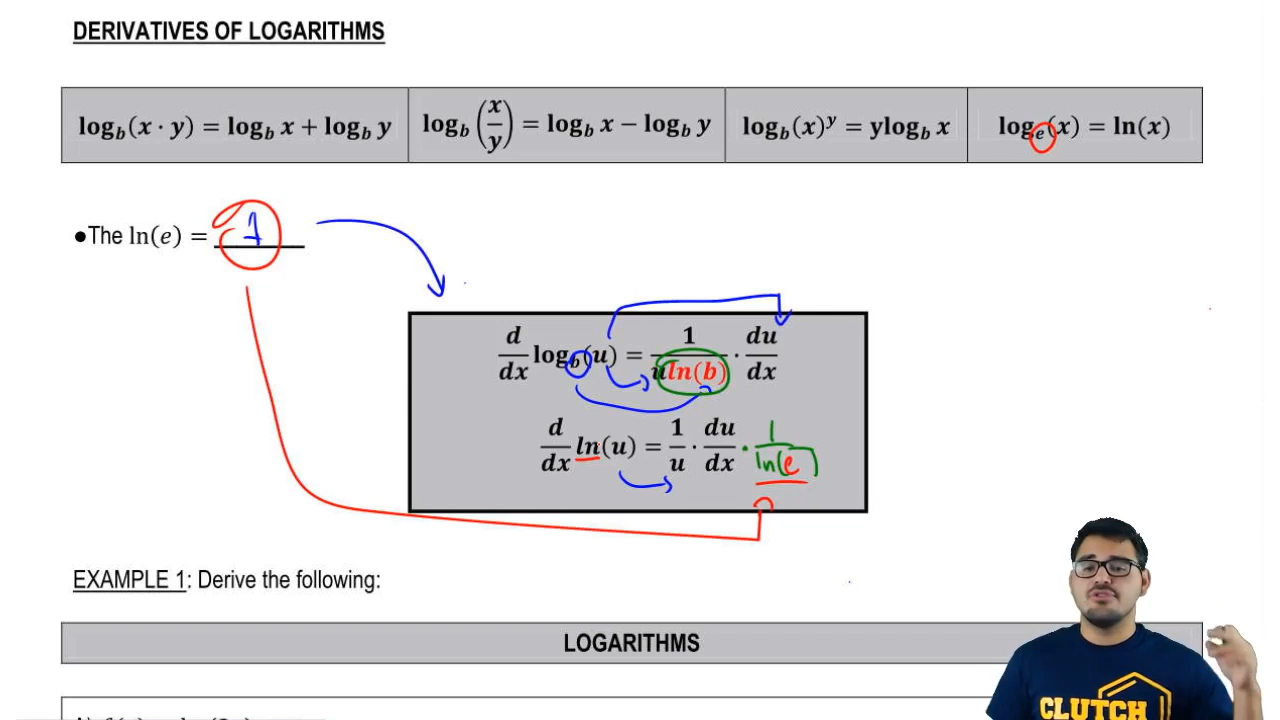 DERIVATIVES OF LOGARITHMS
log_b(x · y) = log_b x + log_b y
log_b(x/y) = log_b x − log_b y
log_b(x)^y = ylog_b x
log_e(x) = ln(x)
●The ln(e) = 1
d/dx log_b(u) = 1/(u ln(b)) · du/dx
d/dx ln(u) = 1/u · du/dx · 1/ln(e)
EXAMPLE 1: Derive the following:
LOGARITHMS
CLUTCH